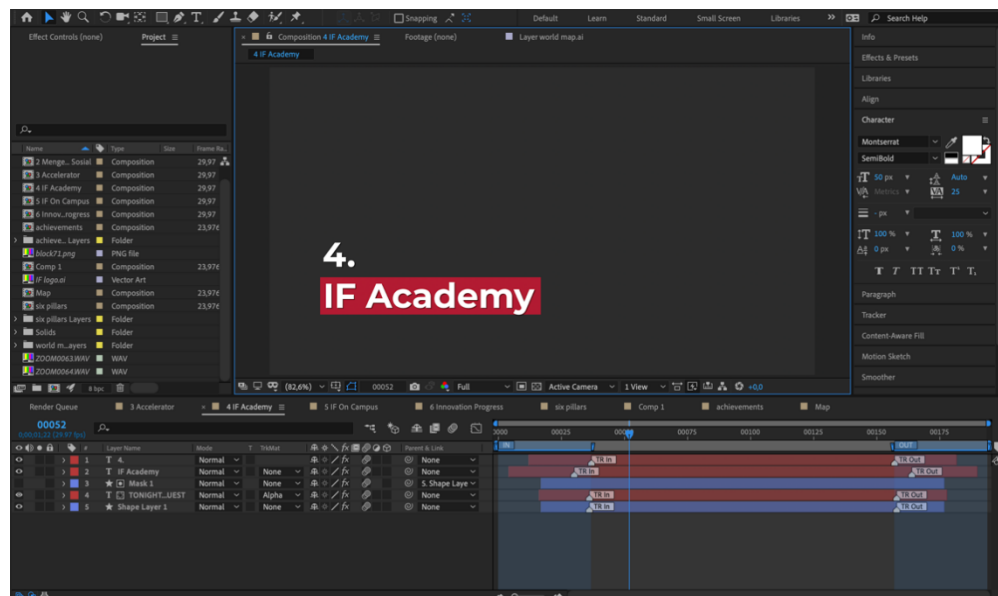 Snapping
Default
Learn
Standard
Small Screen
Libraries
Search Help
Effect Controls (none)
Project
Composition 4 IF Academy
Footage (none)
Layer world map.ai
4 IF Academy
Name Type Size Frame Ra..
2 Menge.. Sosial Composition 29,97
3 Accelerator Composition 29,97
4 IF Academy Composition 29,97
5 IF On Campus Composition 29,97
6 Innov...rogress Composition 29,97
achievements Composition 23,976
achieve... Layers Folder
block71.png PNG file
Comp 1 Composition 23,976
IF logo.ai Vector Art
Map Composition 23,976
six pillars Composition 23,976
six pillars Layers Folder
Solids Folder
world m...ayers Folder
ZOOM0063.WAV WAV
ZOOM0064.WAV WAV
8 bpc
4.
IF Academy
(82,6%) 00052 Full Active Camera 1 View +0,0
Info
Effects & Presets
Libraries
Align
Character
Montserrat
SemiBold
50 px Auto
Metrics 25
- px
100 % 100 %
0 px 0 %
T T TT Tт T' T,
Paragraph
Tracker
Content-Aware Fill
Motion Sketch
Smoother
Render Queue
3 Accelerator
4 IF Academy
5 IF On Campus
6 Innovation Progress
six pillars
Comp 1
achievements
Map
00052
0000 00025 00075 00100 00125 00150 00175
# Layer Name Mode T TrkMat Parent & Link
IN OUT
1 T 4. Normal None TR In TR Out
2 T IF Academy Normal None None TR In TR Out
3 Mask 1 Normal None 5. Shape Laye
4 T TONIGHT...UEST Normal Alpha None TR In TR Out
5 Shape Layer 1 Normal None None TR In TR Out